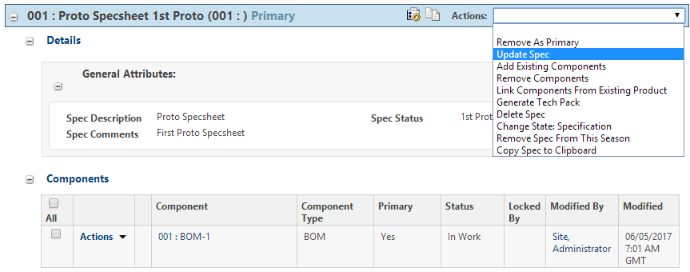 001 : Proto Specsheet 1st Proto (001 : ) Primary
Actions:
Remove As Primary
Update Spec
Add Existing Components
Remove Components
Link Components From Existing Product
Generate Tech Pack
Delete Spec
Change State: Specification
Remove Spec From This Season
Copy Spec to Clipboard
Details
General Attributes:
Spec Description Proto Specsheet Spec Status 1st Prot
Spec Comments First Proto Specsheet
Components
All Component Component Type Primary Status Locked By Modified By Modified
Actions 001 : BOM-1 BOM Yes In Work Site, Administrator 06/05/2017 7:01 AM GMT